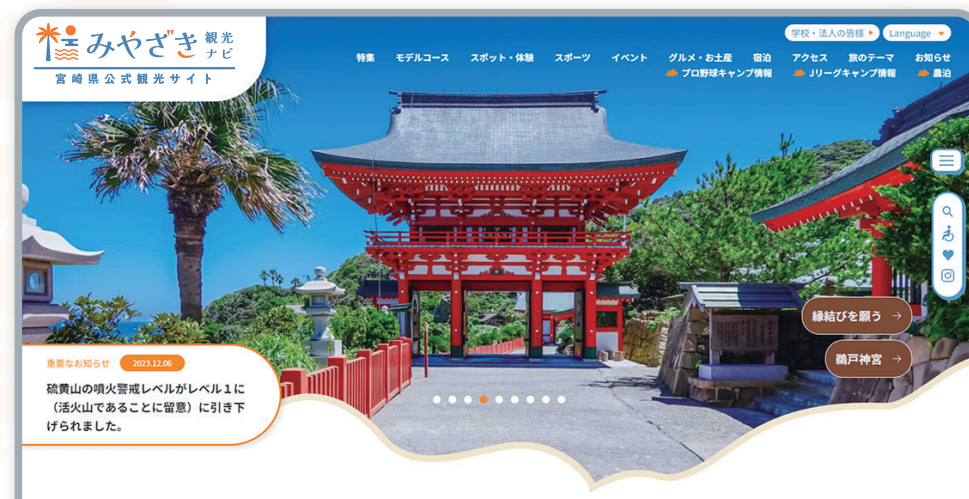 みやざき 観光ナビ
宮崎県公式観光サイト
学校・法人の皆様
Language
特集 モデルコース スポット・体験 スポーツ イベント グルメ・お土産 宿泊 アクセス 旅のテーマ お知らせ
プロ野球キャンプ情報 Jリーグキャンプ情報 農泊
縁結びを願う →
鵜戸神宮 →
重要なお知らせ 2023.12.06
硫黄山の噴火警戒レベルがレベル1に
（活火山であることに留意）に引き下
げられました。